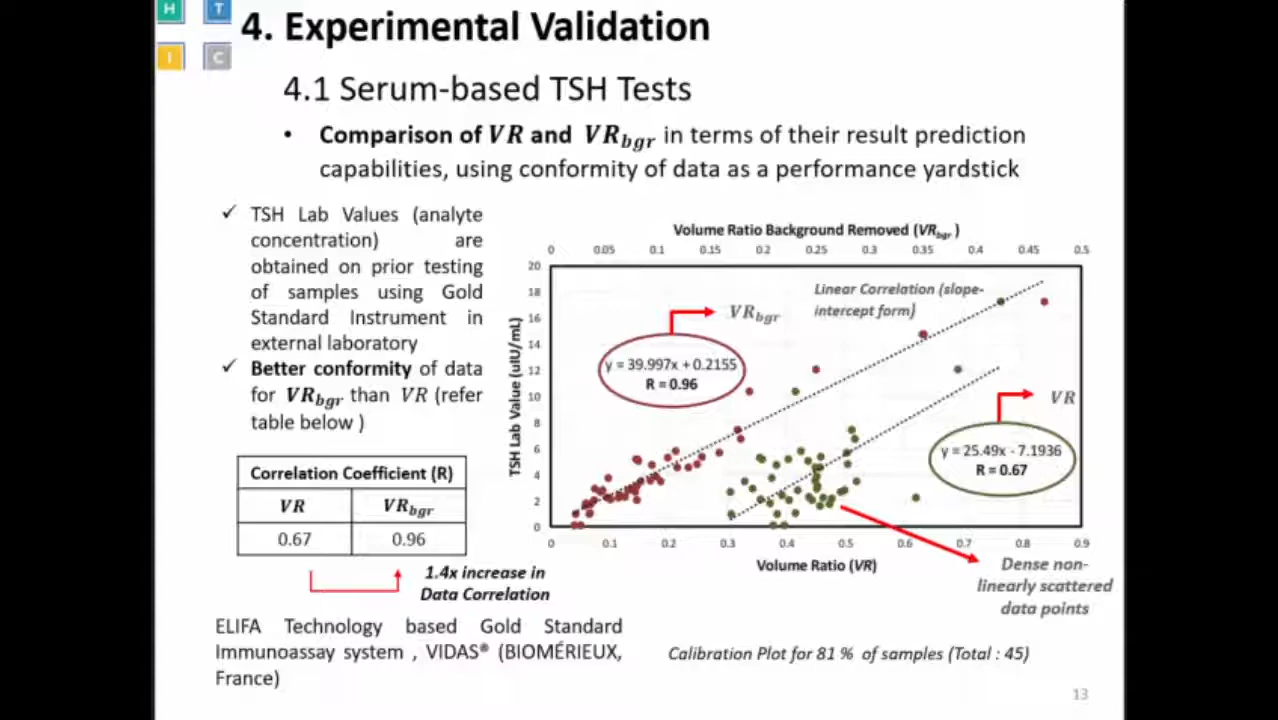 H T
I C
4. Experimental Validation
4.1 Serum-based TSH Tests
• Comparison of VR and VRbgr in terms of their result prediction
capabilities, using conformity of data as a performance yardstick
✓ TSH Lab Values (analyte
concentration) are
obtained on prior testing
of samples using Gold
Standard Instrument in
external laboratory
✓ Better conformity of data
for VRbgr than VR (refer
table below )
Correlation Coefficient (R)
VR VRbgr
0.67 0.96
1.4x increase in
Data Correlation
ELIFA Technology based Gold Standard
Immunoassay system , VIDAS® (BIOMÉRIEUX,
France)
Volume Ratio Background Removed (VRbgr )
0 0.05 0.1 0.15 0.2 0.25 0.3 0.35 0.4 0.45 0.5
TSH Lab Value (uIU/mL)
20
18
16
14
12
10
8
6
4
2
0
Linear Correlation (slope-
intercept form)
VRbgr
y = 39.997x + 0.2155
R = 0.96
VR
y = 25.49x - 7.1936
R = 0.67
0 0.1 0.2 0.3 0.4 0.5 0.6 0.7 0.8 0.9
Volume Ratio (VR)
Dense non-
linearly scattered
data points
Calibration Plot for 81 % of samples (Total : 45)
13